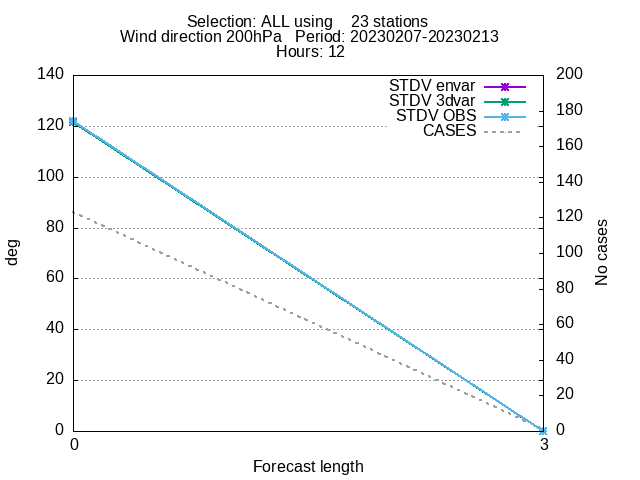 Selection: ALL using 23 stations
Wind direction 200hPa Period: 20230207-20230213
Hours: 12
STDV envar
STDV 3dvar
STDV OBS
CASES
140
120
100
80
60
40
20
0
deg
200
180
160
140
120
100
80
60
40
20
0
No cases
0 3
Forecast length